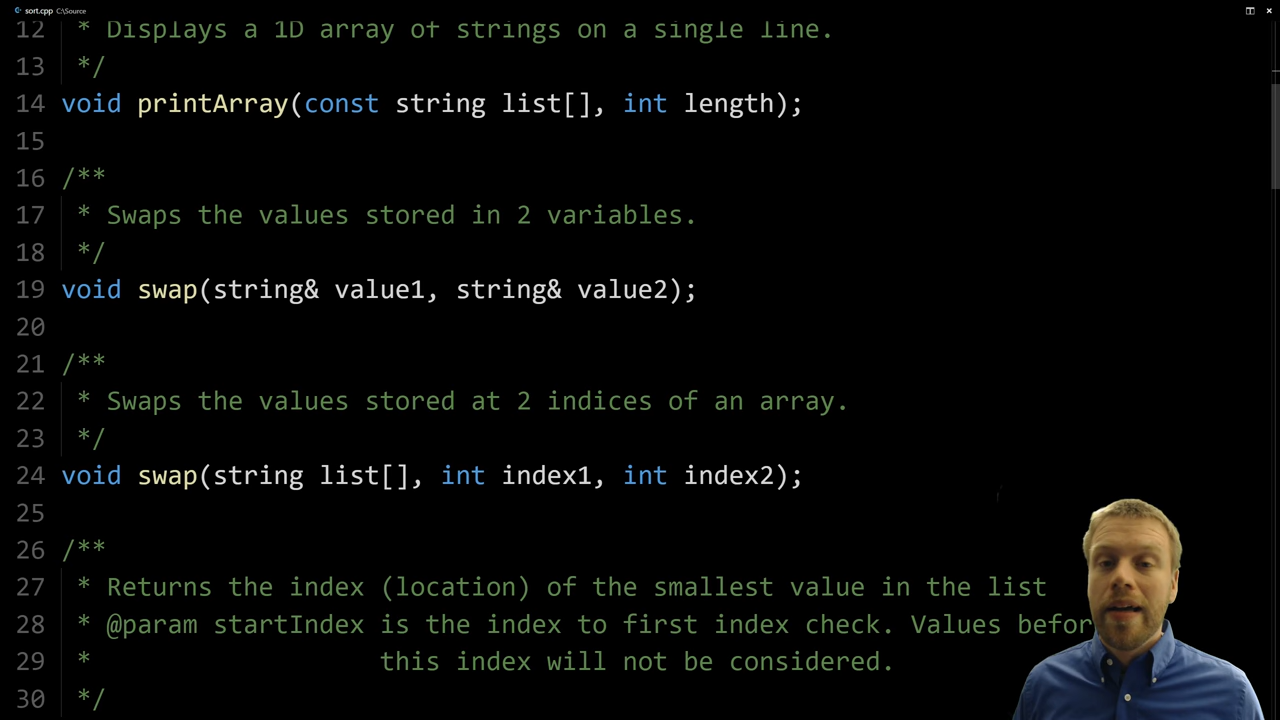 sort.cpp C:\Source
12 * Displays a 1D array of strings on a single line.
13 */
14 void printArray(const string list[], int length);
15
16 /**
17 * Swaps the values stored in 2 variables.
18 */
19 void swap(string& value1, string& value2);
20
21 /**
22 * Swaps the values stored at 2 indices of an array.
23 */
24 void swap(string list[], int index1, int index2);
25
26 /**
27 * Returns the index (location) of the smallest value in the list
28 * @param startIndex is the index to first index check. Values befor
29 * this index will not be considered.
30 */